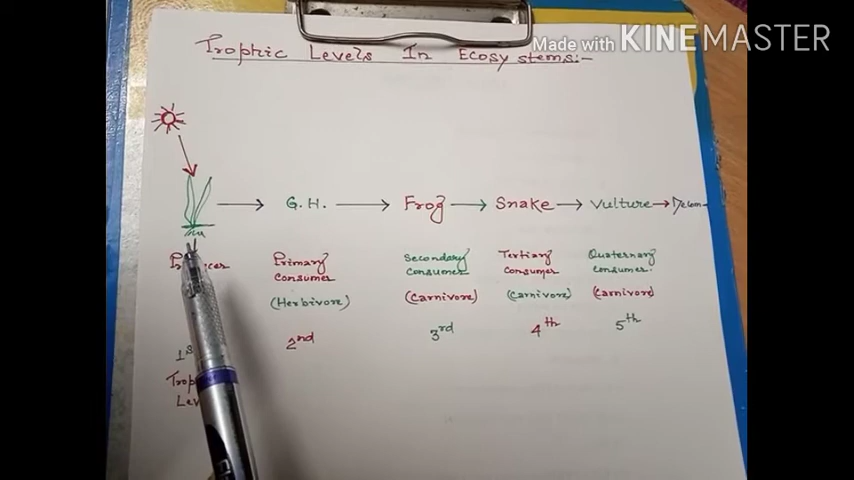 Made with KINEMASTER
Trophic Levels In Ecosystems:-
G.H. Frog Snake Vulture
Primary Secondary Tertiary Quaternary
consumer consumer consumer consumer.
(Herbivore) (Carnivore) (Carnivore) (Carnivore)
2nd 3rd 4th 5th